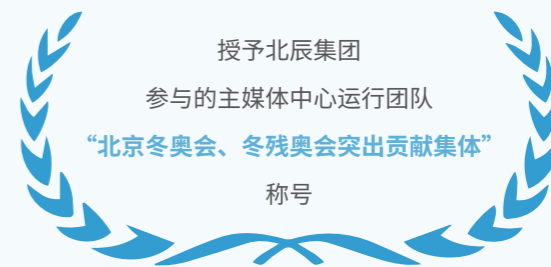 授予北辰集团
参与的主媒体中心运行团队
“北京冬奥会、冬残奥会突出贡献集体”
称号